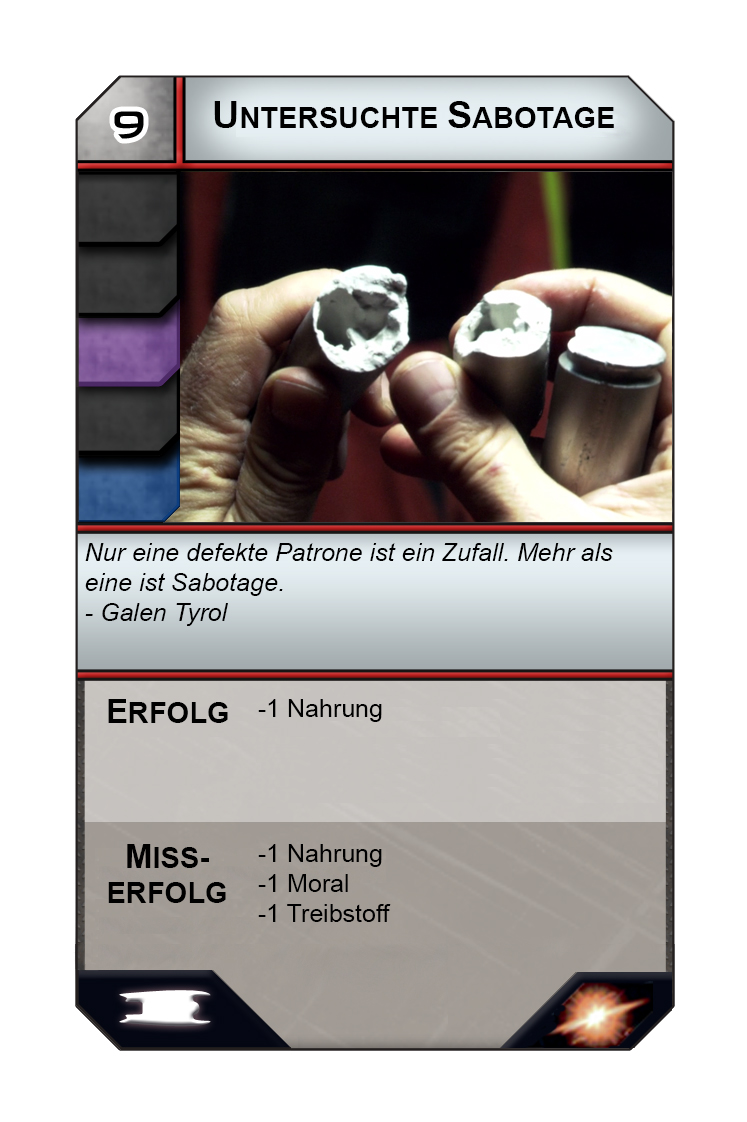 9
Untersuchte Sabotage
Nur eine defekte Patrone ist ein Zufall. Mehr als
eine ist Sabotage.
- Galen Tyrol
Erfolg
-1 Nahrung
Miss-
erfolg
-1 Nahrung
-1 Moral
-1 Treibstoff